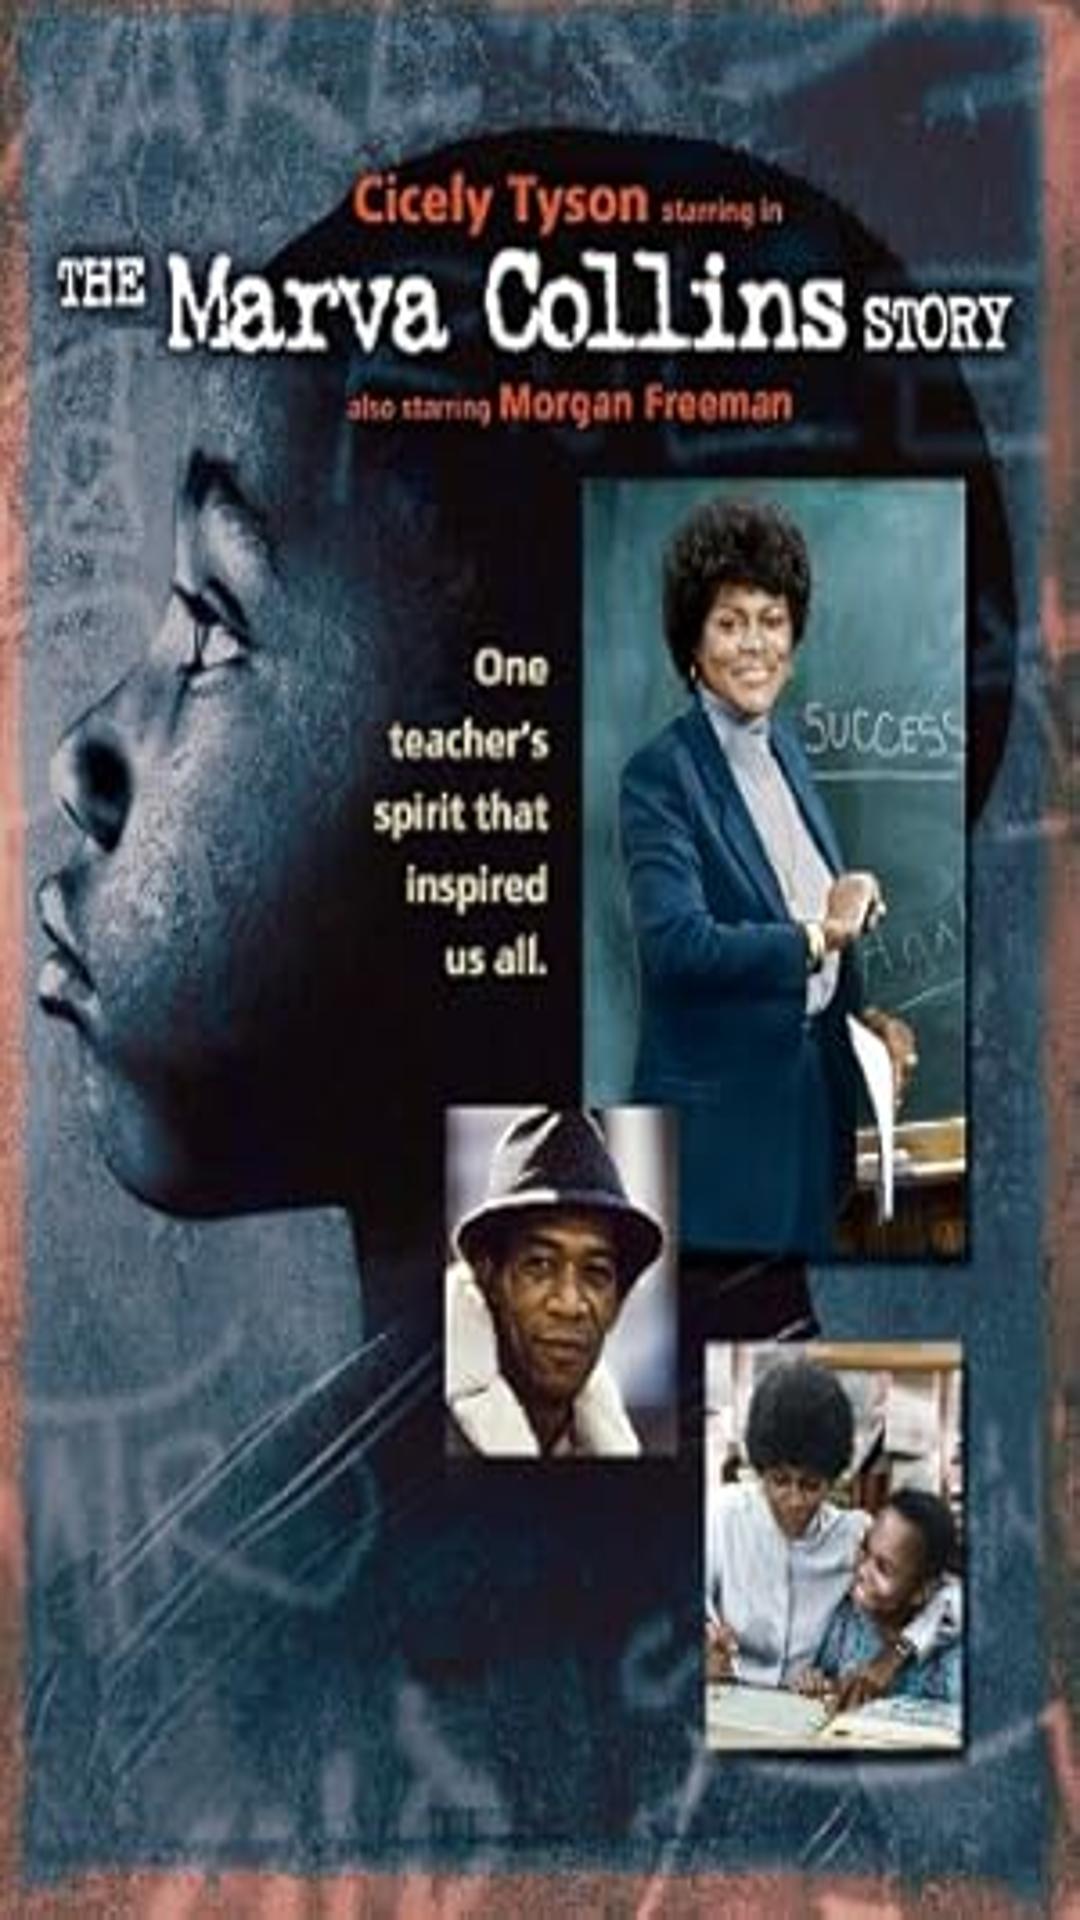 Cicely Tyson starring in
THE Marva Collins STORY
also starring Morgan Freeman
One
teacher's
spirit that
inspired
us all.
SUCCESS
Ann